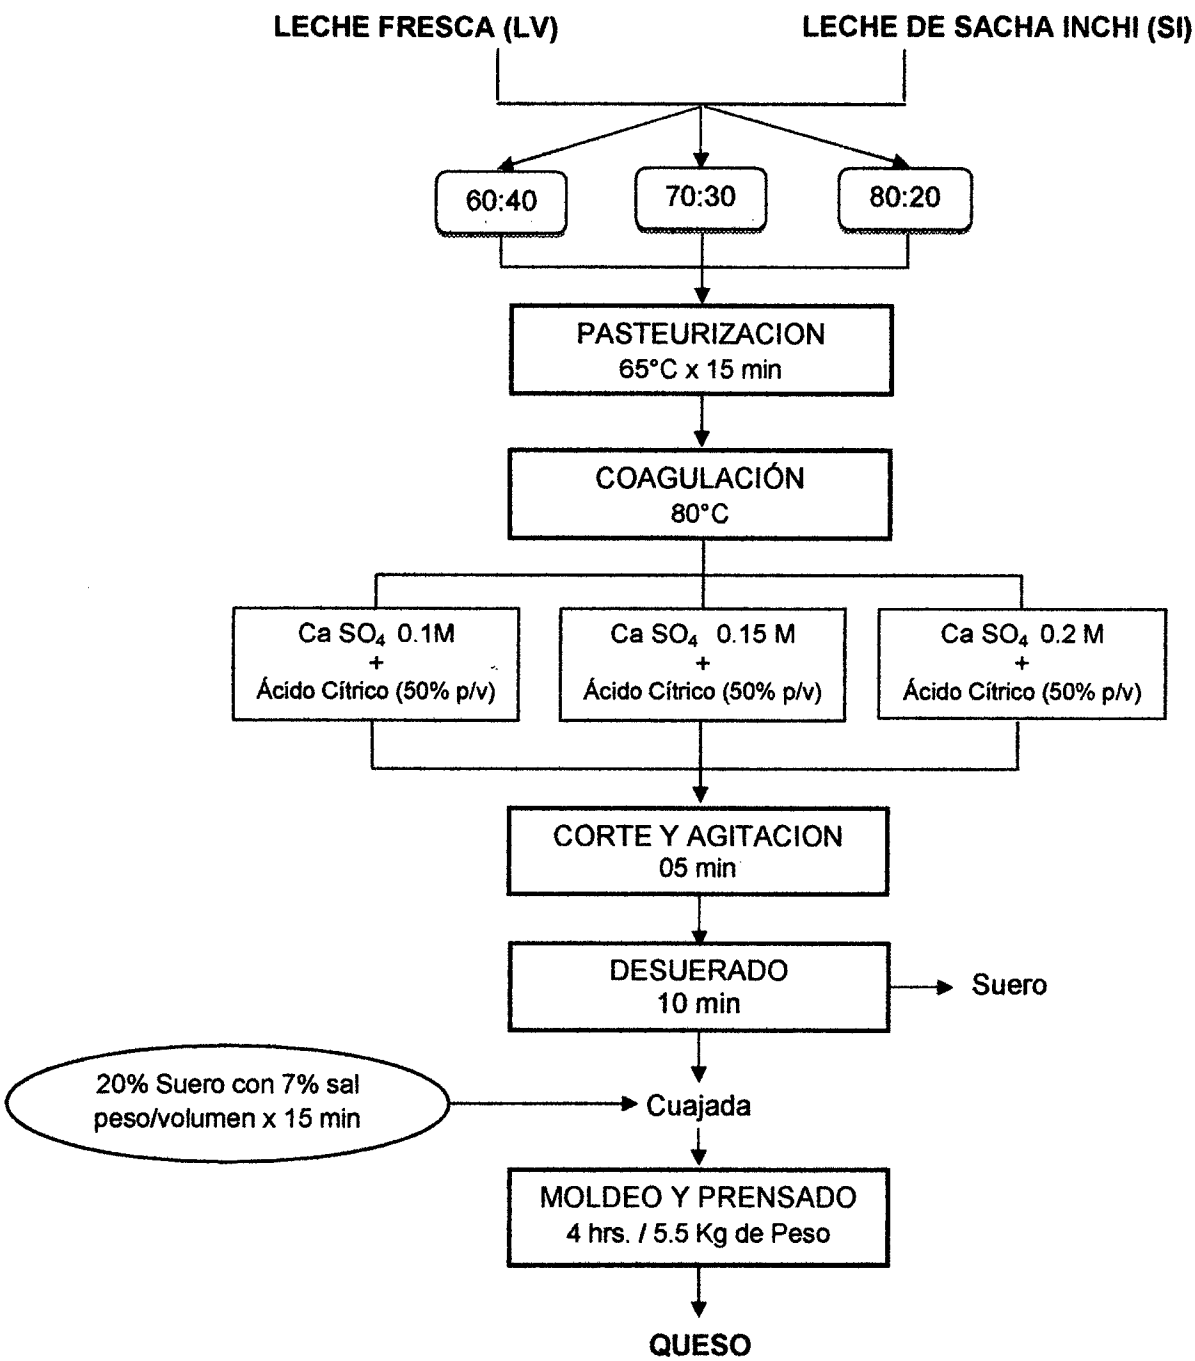 LECHE FRESCA (LV)
LECHE DE SACHA INCHI (SI)
60:40
70:30
80:20
PASTEURIZACION
65°C x 15 min
COAGULACIÓN
80°C
Ca SO₄ 0.1M
+
Ácido Cítrico (50% p/v)
Ca SO₄ 0.15 M
+
Ácido Cítrico (50% p/v)
Ca SO₄ 0.2 M
+
Ácido Cítrico (50% p/v)
CORTE Y AGITACION
05 min
DESUERADO
10 min
Suero
20% Suero con 7% sal
peso/volumen x 15 min
Cuajada
MOLDEO Y PRENSADO
4 hrs. / 5.5 Kg de Peso
QUESO